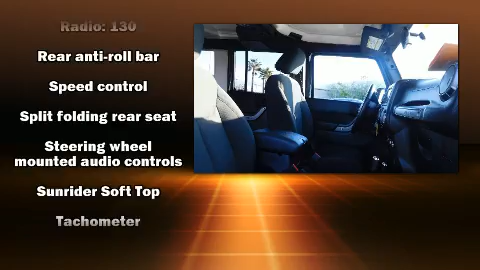 Radio: 130
Rear anti-roll bar
Speed control
Split folding rear seat
Steering wheel
mounted audio controls
Sunrider Soft Top
Tachometer